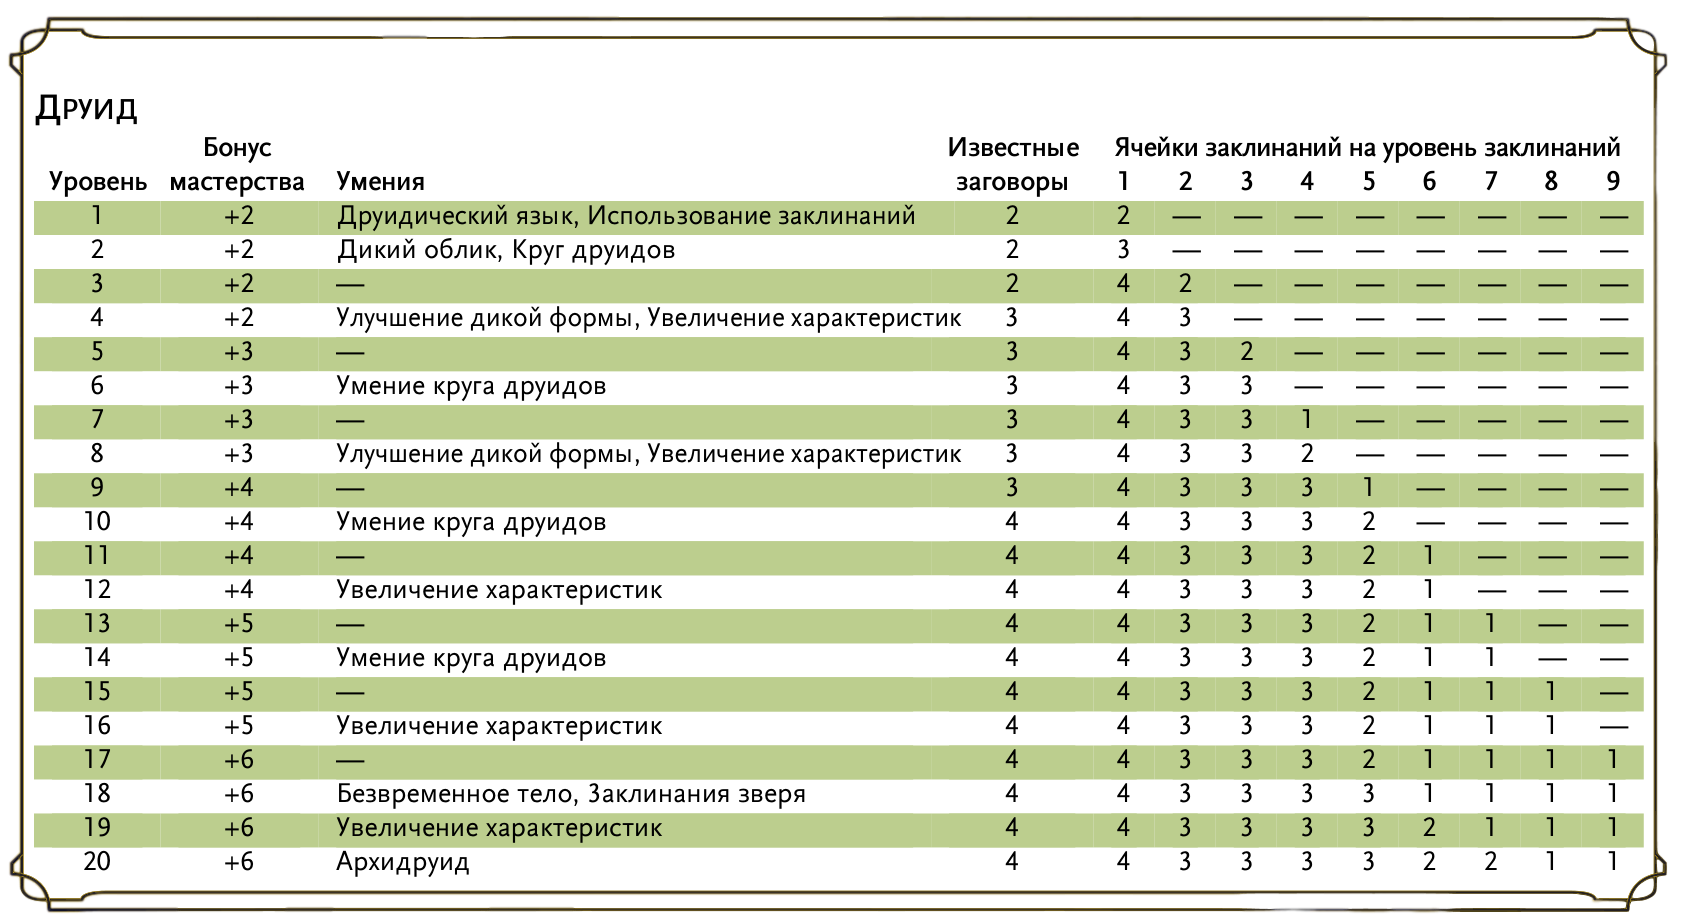 ДРУИД
Бонус Известные Ячейки заклинаний на уровень заклинаний
Уровень мастерства Умения заговоры 1 2 3 4 5 6 7 8 9
1 +2 Друидический язык, Использование заклинаний 2 2 — — — — — — — —
2 +2 Дикий облик, Круг друидов 2 3 — — — — — — — —
3 +2 — 2 4 2 — — — — — — —
4 +2 Улучшение дикой формы, Увеличение характеристик 3 4 3 — — — — — — —
5 +3 — 3 4 3 2 — — — — — —
6 +3 Умение круга друидов 3 4 3 3 — — — — — —
7 +3 — 3 4 3 3 1 — — — — —
8 +3 Улучшение дикой формы, Увеличение характеристик 3 4 3 3 2 — — — — —
9 +4 — 3 4 3 3 3 1 — — — —
10 +4 Умение круга друидов 4 4 3 3 3 2 — — — —
11 +4 — 4 4 3 3 3 2 1 — — —
12 +4 Увеличение характеристик 4 4 3 3 3 2 1 — — —
13 +5 — 4 4 3 3 3 2 1 1 — —
14 +5 Умение круга друидов 4 4 3 3 3 2 1 1 — —
15 +5 — 4 4 3 3 3 2 1 1 1 —
16 +5 Увеличение характеристик 4 4 3 3 3 2 1 1 1 —
17 +6 — 4 4 3 3 3 2 1 1 1 1
18 +6 Безвременное тело, Заклинания зверя 4 4 3 3 3 3 1 1 1 1
19 +6 Увеличение характеристик 4 4 3 3 3 3 2 1 1 1
20 +6 Архидруид 4 4 3 3 3 3 2 2 1 1